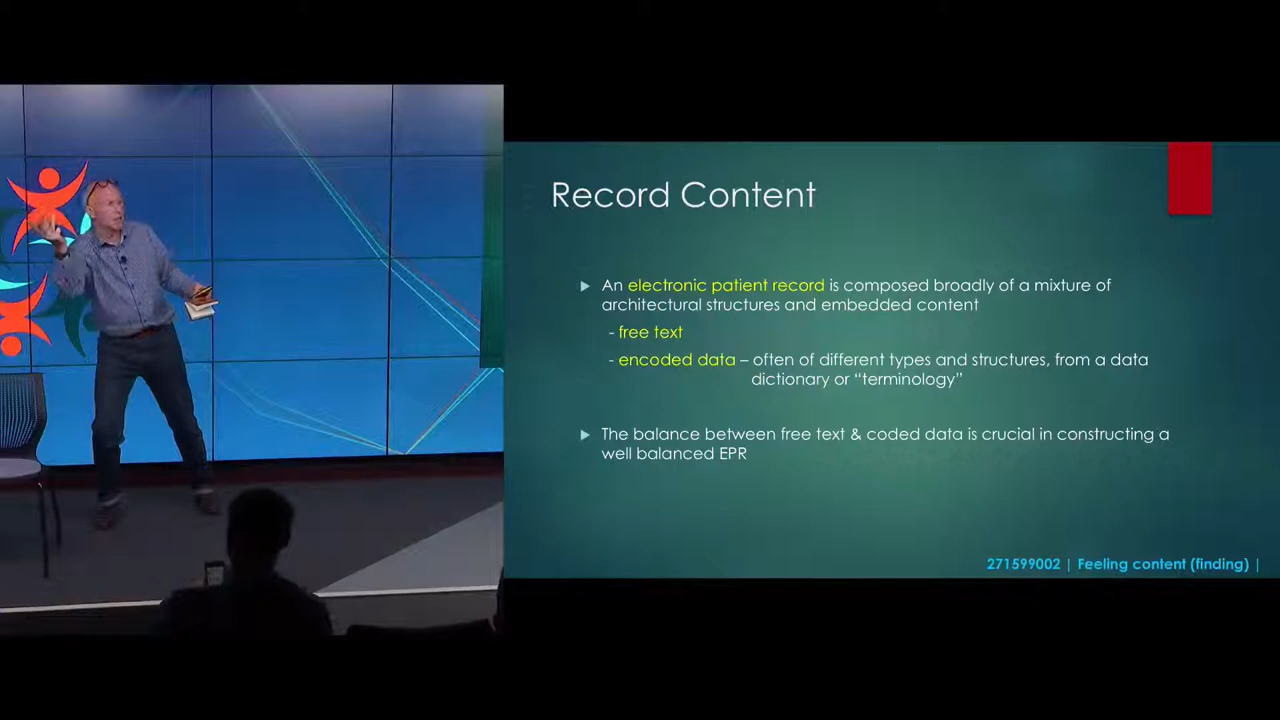 Record Content
An electronic patient record is composed broadly of a mixture of
architectural structures and embedded content
- free text
- encoded data – often of different types and structures, from a data
dictionary or “terminology”
The balance between free text & coded data is crucial in constructing a
well balanced EPR
271599002 | Feeling content (finding) |